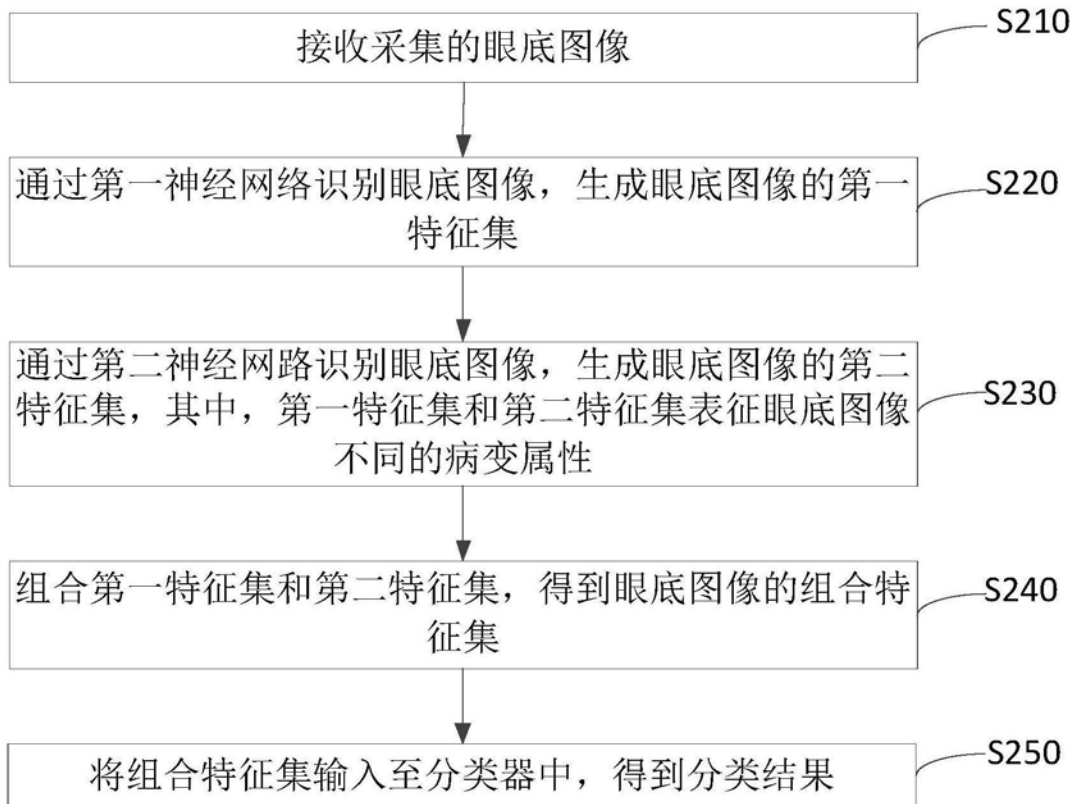 接收采集的眼底图像
S210
通过第一神经网络识别眼底图像，生成眼底图像的第一
特征集
S220
通过第二神经网路识别眼底图像，生成眼底图像的第二
特征集，其中，第一特征集和第二特征集表征眼底图像
不同的病变属性
S230
组合第一特征集和第二特征集，得到眼底图像的组合特
征集
S240
将组合特征集输入至分类器中，得到分类结果
S250